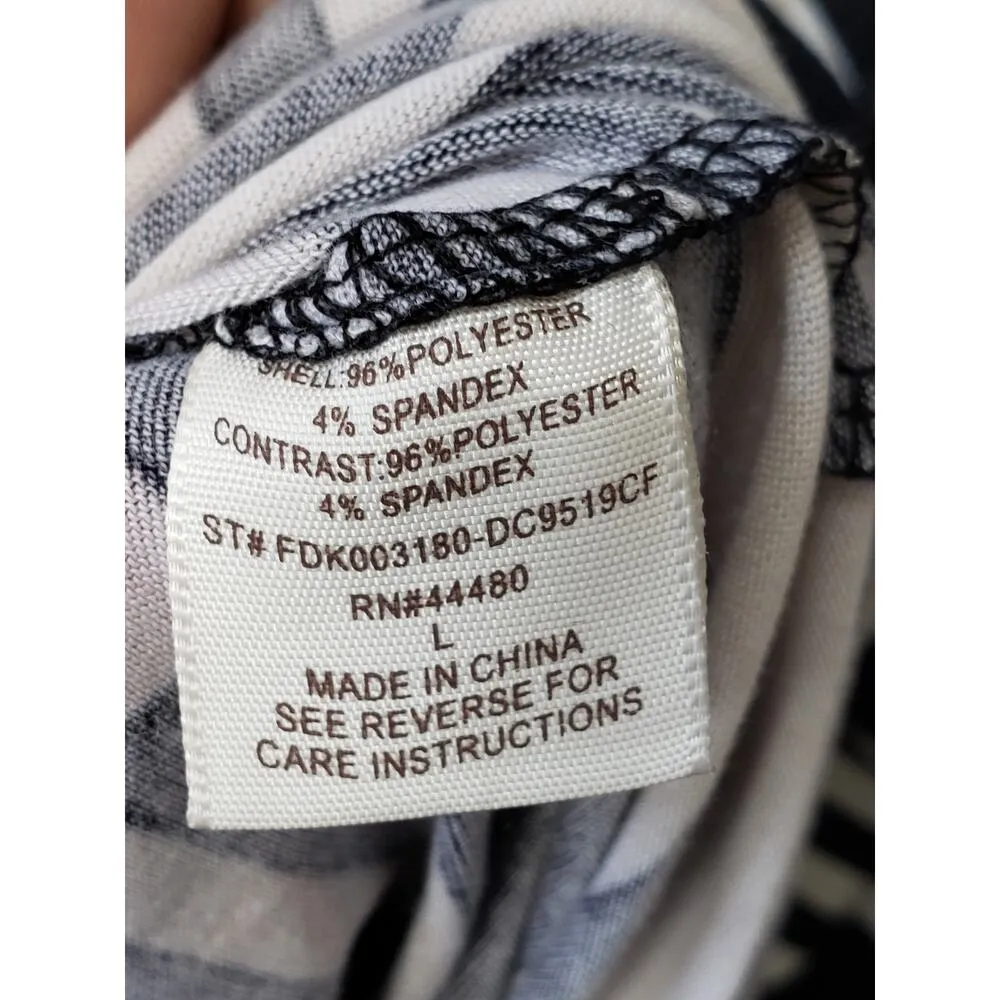 SHELL:96%POLYESTER
4% SPANDEX
CONTRAST:96%POLYESTER
4% SPANDEX
ST# FDK003180-DC9519CF
RN#44480
L
MADE IN CHINA
SEE REVERSE FOR
CARE INSTRUCTIONS